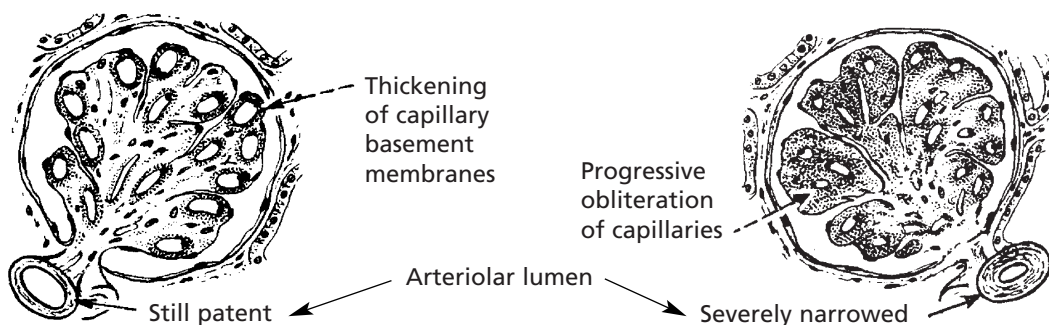 Thickening
of capillary
basement
membranes
Progressive
obliteration
of capillaries
Arteriolar lumen
Still patent
Severely narrowed